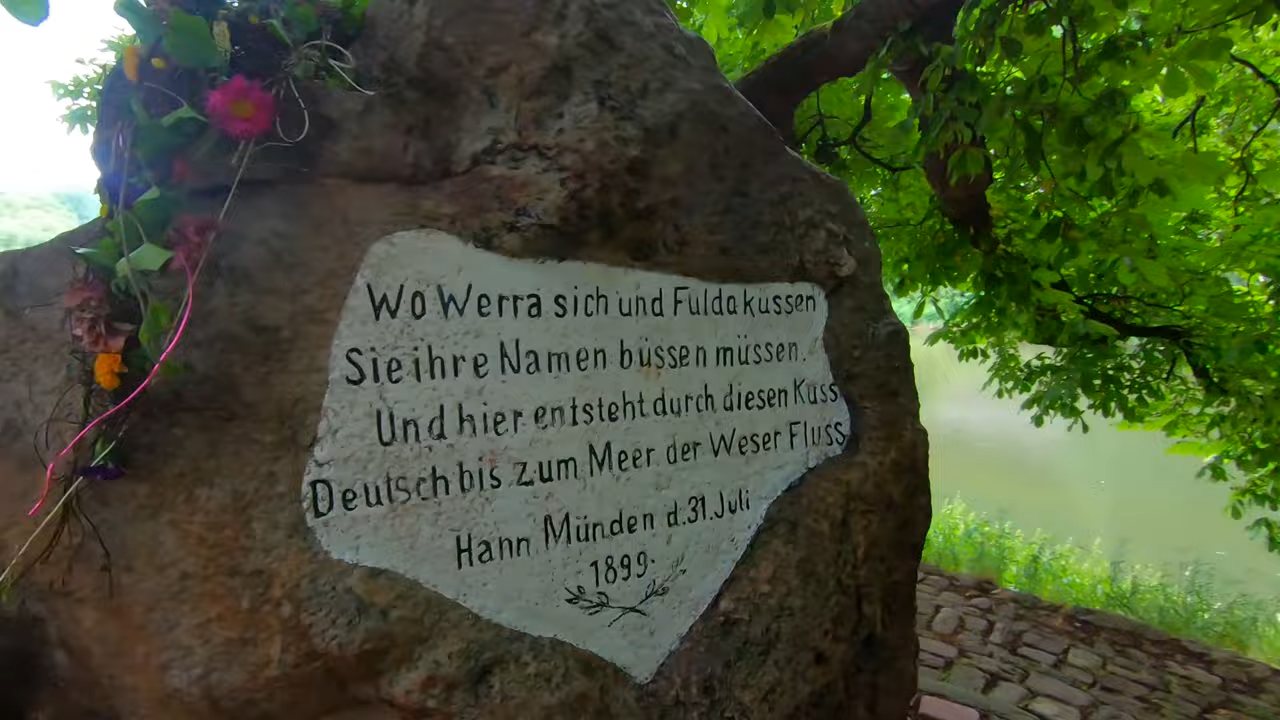 Wo Werra sich und Fulda küssen
Sie ihre Namen büssen müssen.
Und hier entsteht durch diesen Kuss
Deutsch bis zum Meer der Weser Fluss
Hann Münden d.31.Juli
1899.